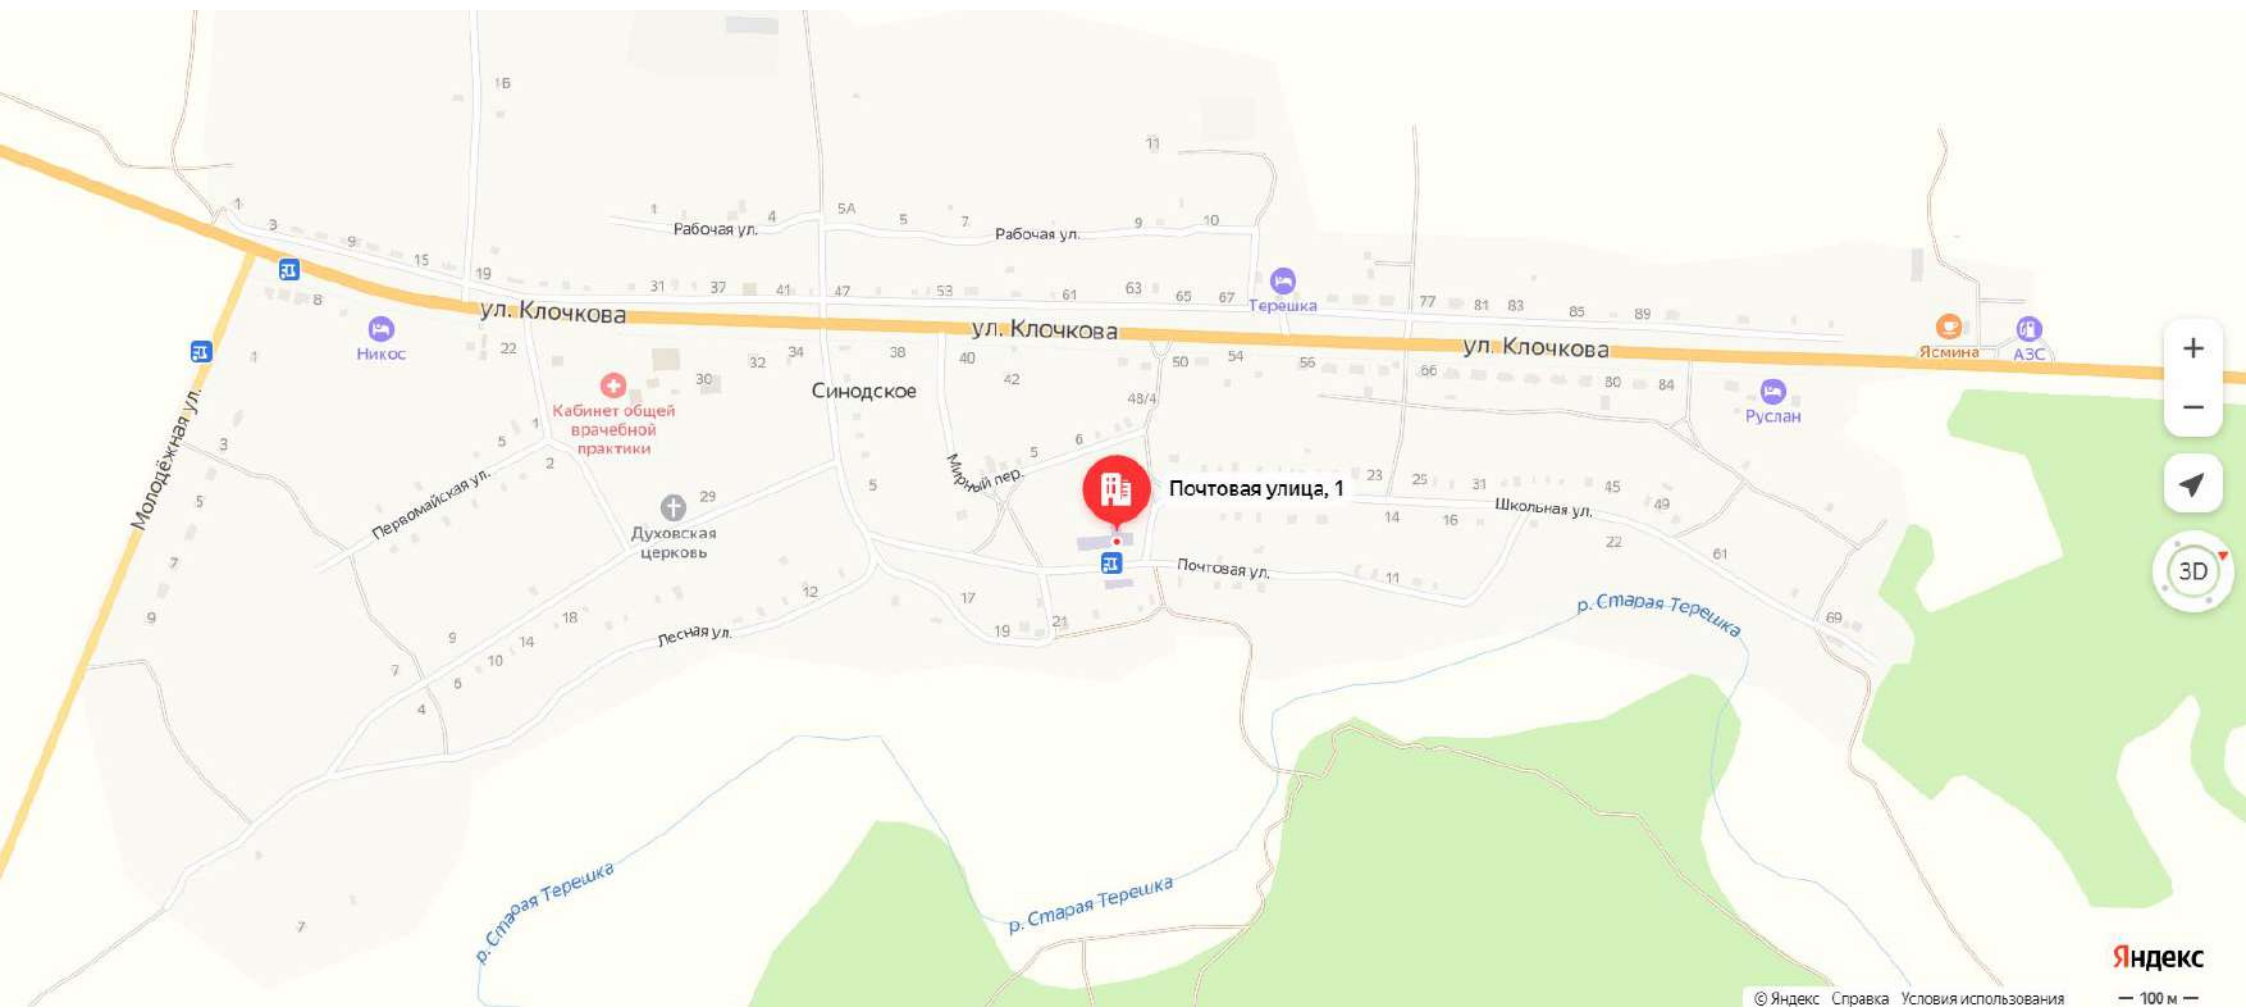 1Б
11
1
3
9
15
19
1
Рабочая ул.
4
5А
5
7
Рабочая ул.
9
10
8
Никос
ул. Клочкова
31
37
41
47
53
61
63
65
67
Терешка
77
81
83
85
89
ул. Клочкова
ул. Клочкова
Ясмина
АЗС
1
22
30
32
34
38
40
42
48/4
50
54
56
66
80
84
Руслан
Кабинет общей
врачебной
практики
Синодское
Молодёжная ул.
3
5
7
9
5
1
2
Первомайская ул.
29
Духовская
церковь
5
Мирный пер.
5
6
Почтовая улица, 1
23
25
31
45
49
14
16
Школьная ул.
22
61
69
Почтовая ул.
11
12
17
19
21
Лесная ул.
18
14
10
9
7
6
4
7
р. Старая Терешка
р. Старая Терешка
р. Старая Терешка
+
−
3D
Яндекс
© Яндекс Справка Условия использования
100 м